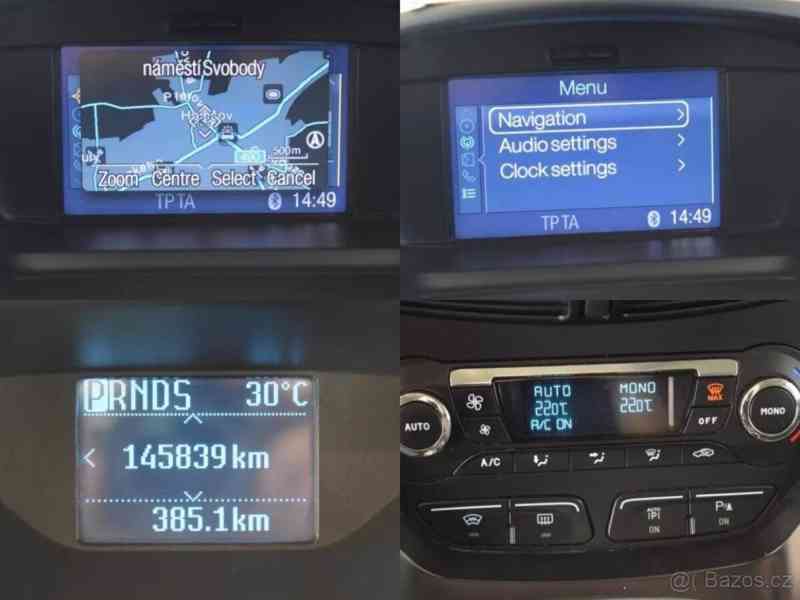 náměstí Svobody
500m
Zoom Centre Select Cancel
TP TA 14:49
Menu
Navigation
Audio settings
Clock settings
TP TA 14:49
PRNDS 30°C
145839 km
385.1 km
AUTO MONO
22.0°C 22.0°C
A/C ON
MAX
AUTO
OFF
MONO
A/C
AUTO
P
ON
P
ON
@( Bazoš.cz